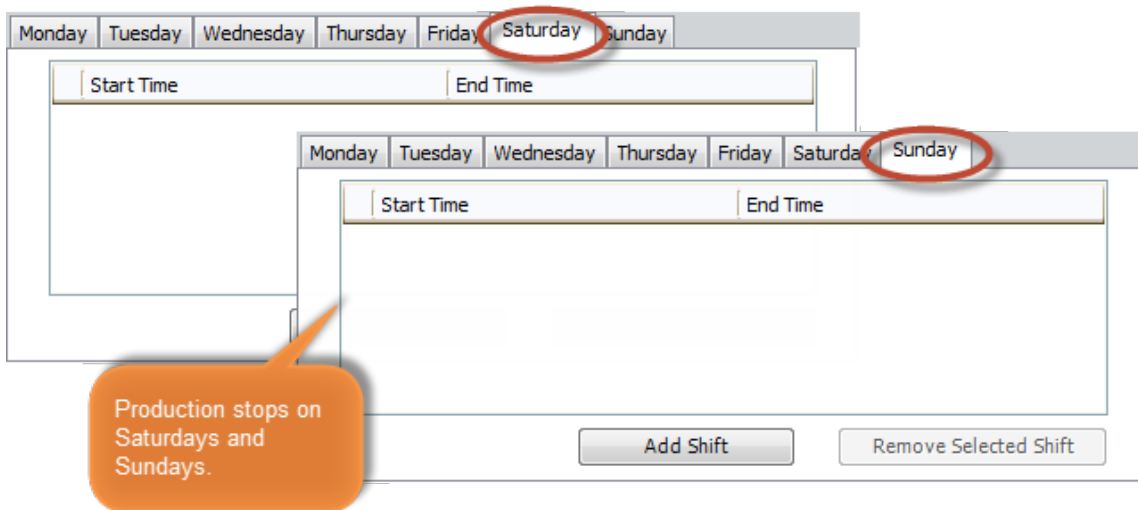 Monday Tuesday Wednesday Thursday Friday Saturday Sunday
Start Time End Time
Monday Tuesday Wednesday Thursday Friday Saturday Sunday
Start Time End Time
Production stops on
Saturdays and
Sundays.
Add Shift Remove Selected Shift